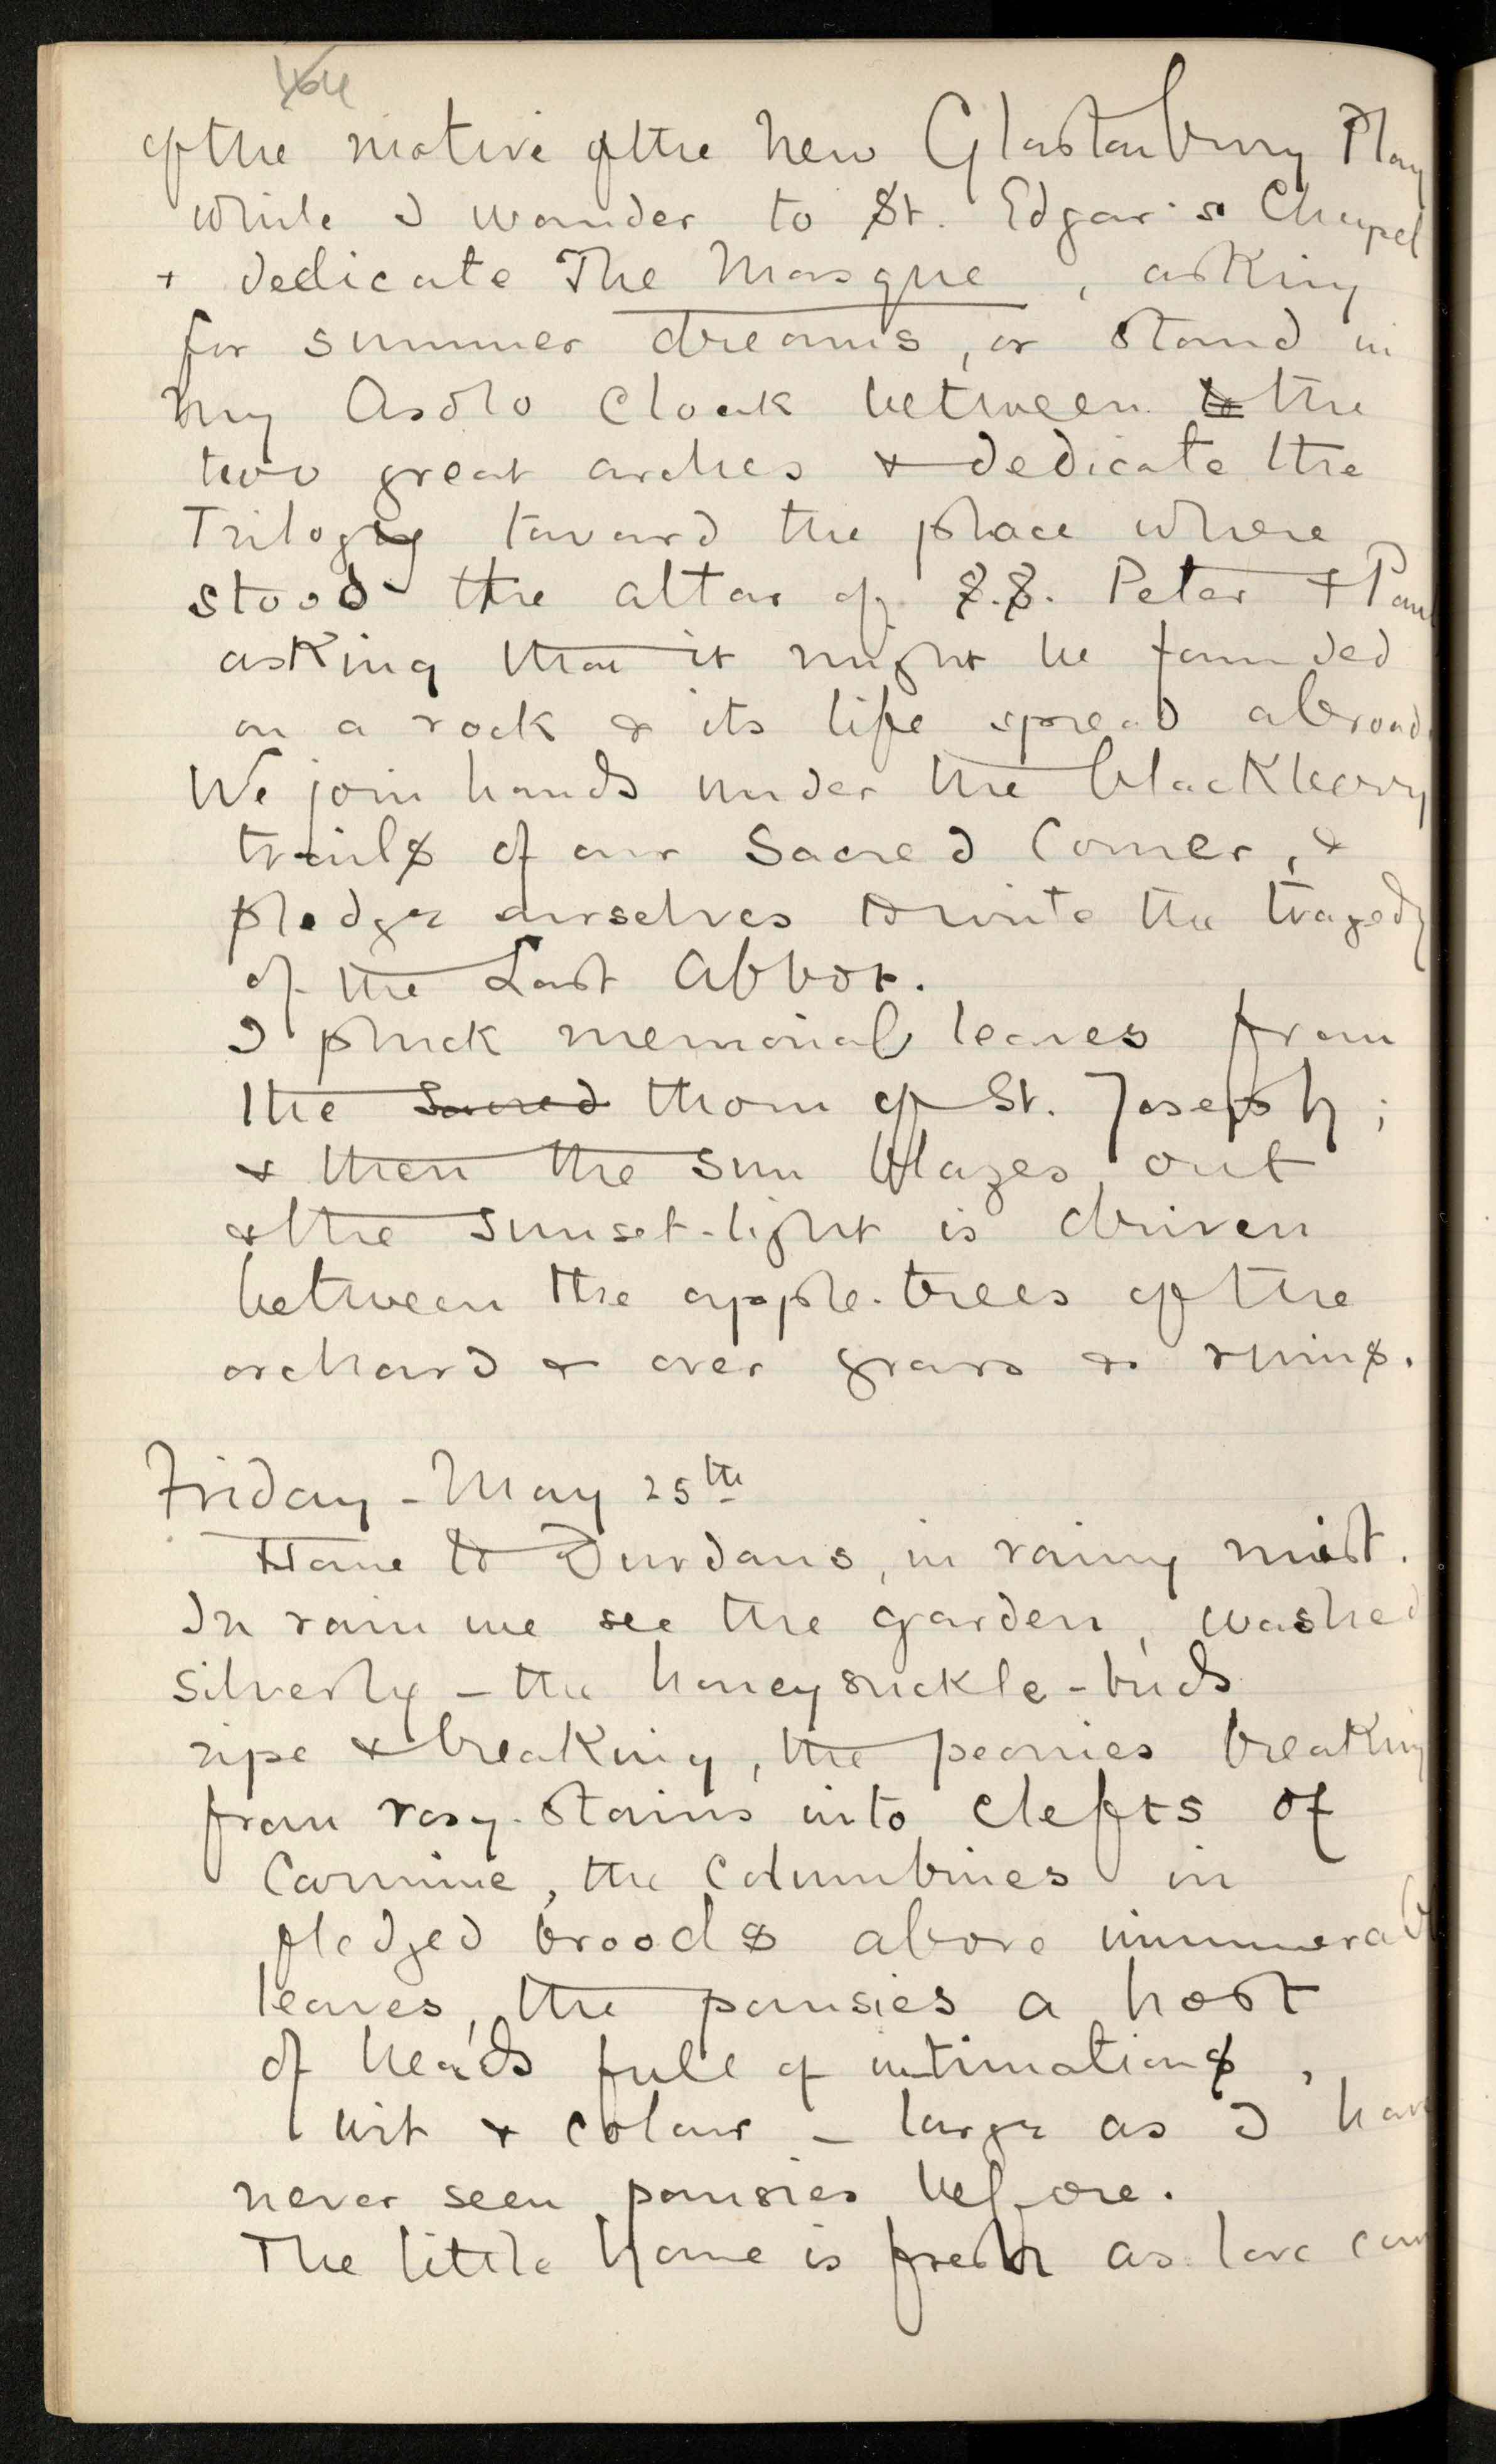 164
of the motive of the new Glastonbury Play
while I wander to St. Edgar's Chapel
+ dedicate The Masque, asking
for summer dreams, or stand in
my Asolo cloak between to the
two great arches & dedicate the
Trilogy toward the place where
stood the altar of S.S. Peter + Paul
asking that it might be founded
on a rock & its life spread abroad.
We join hands under the blackberry
trails of our Sacred Corner, &
pledge ourselves to write the tragedy
of the Last Abbot.
I pluck memorial leaves from
the Sacred thorn of St. Joseph;
& then the sun blazes out
& the sunset-light is driven
between the apple-trees of the
orchard & over grass & ruins.
Friday - May 25th
Home to Durdans, in rainy mist.
In rain we see the garden, washed
silverly - the honeysuckle-buds
ripe & breaking, the peonies breaking
from rosy-stains into clefts of
Carmine, the Columbines in
fledged broods above innumerabl
leaves, the pansies a host
of heads full of intimations,
wit & colour - large as I have
never seen pansies before.
The little home is fresh as love can